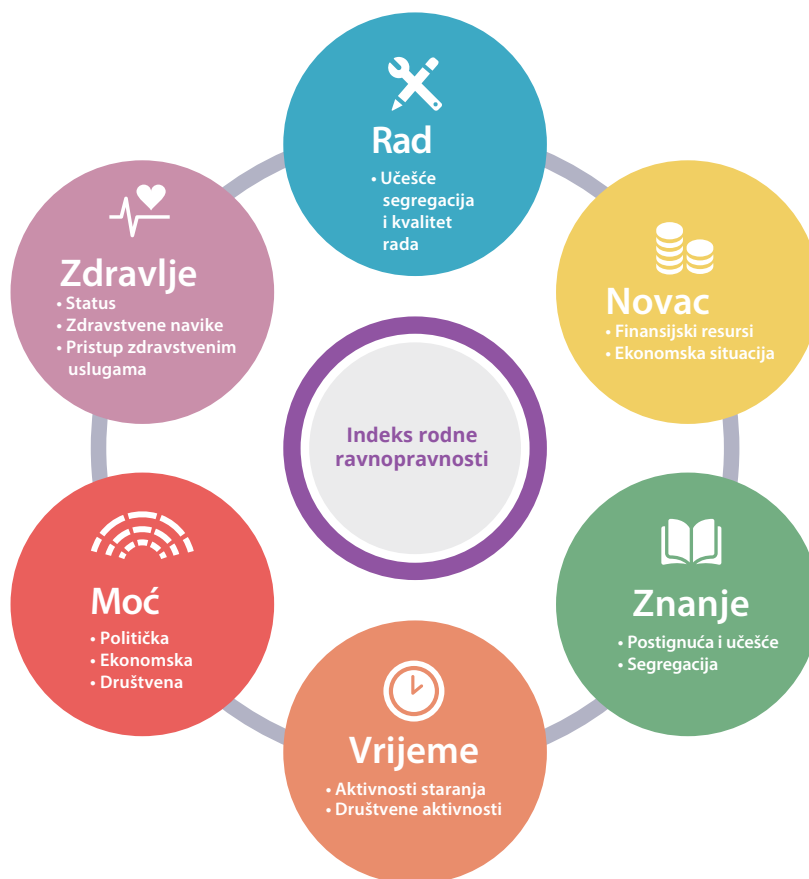 Rad
• Učešće
segregacija
i kvalitet
rada
Novac
• Finansijski resursi
• Ekonomska situacija
Znanje
• Postignuća i učešće
• Segregacija
Vrijeme
• Aktivnosti staranja
• Društvene aktivnosti
Moć
• Politička
• Ekonomska
• Društvena
Zdravlje
• Status
• Zdravstvene navike
• Pristup zdravstvenim
uslugama
Indeks rodne
ravnopravnosti